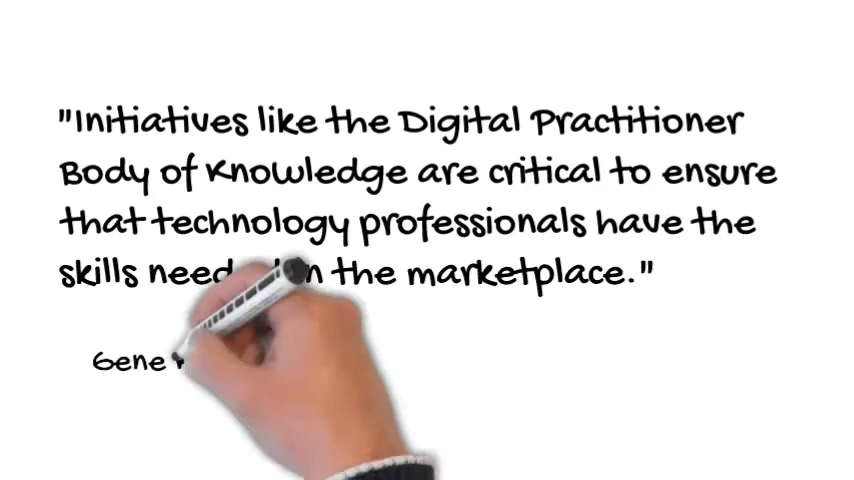 "Initiatives like the Digital Practitioner
Body of Knowledge are critical to ensure
that technology professionals have the
skills in the marketplace."
Gene